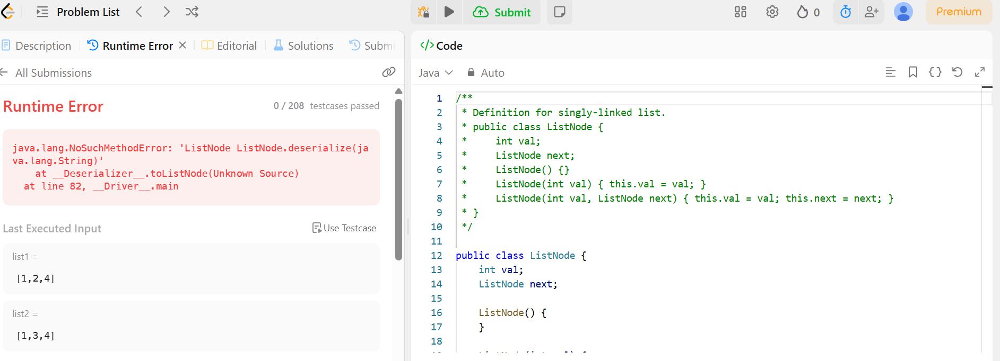 Problem List
Submit
0
Premium
Description
Runtime Error
Editorial
Solutions
Submi
All Submissions
Runtime Error
0 / 208 testcases passed
java.lang.NoSuchMethodError: 'ListNode ListNode.deserialize(ja
va.lang.String)'
    at __Deserializer__.toListNode(Unknown Source)
  at line 82, __Driver__.main
Last Executed Input
Use Testcase
list1 =
[1,2,4]
list2 =
[1,3,4]
</> Code
Java
Auto
1 /**
2  * Definition for singly-linked list.
3  * public class ListNode {
4  *     int val;
5  *     ListNode next;
6  *     ListNode() {}
7  *     ListNode(int val) { this.val = val; }
8  *     ListNode(int val, ListNode next) { this.val = val; this.next = next; }
9  * }
10  */
11
12 public class ListNode {
13     int val;
14     ListNode next;
15
16     ListNode() {
17     }
18